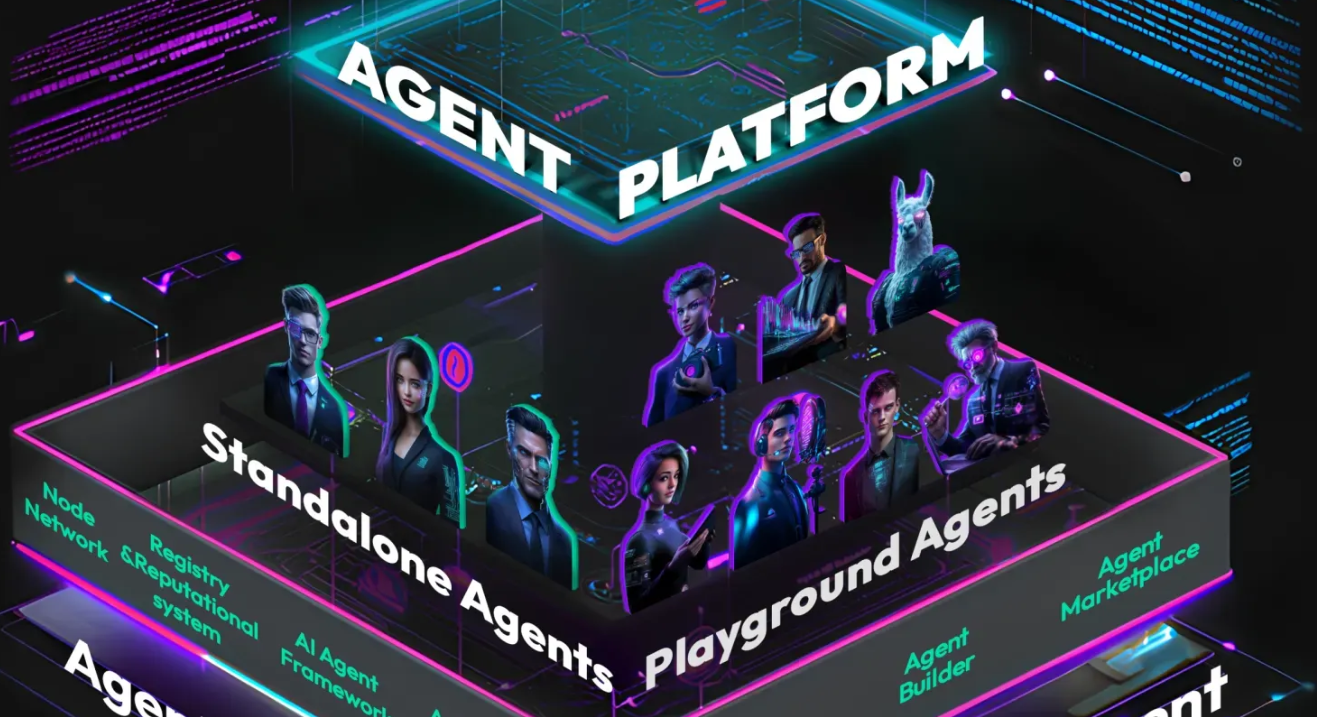 AGENT PLATFORM
Standalone Agents
Playground Agents
Node
Network
Registry
&Reputational
system
AI Agent
Agent
Builder
Agent
Marketplace